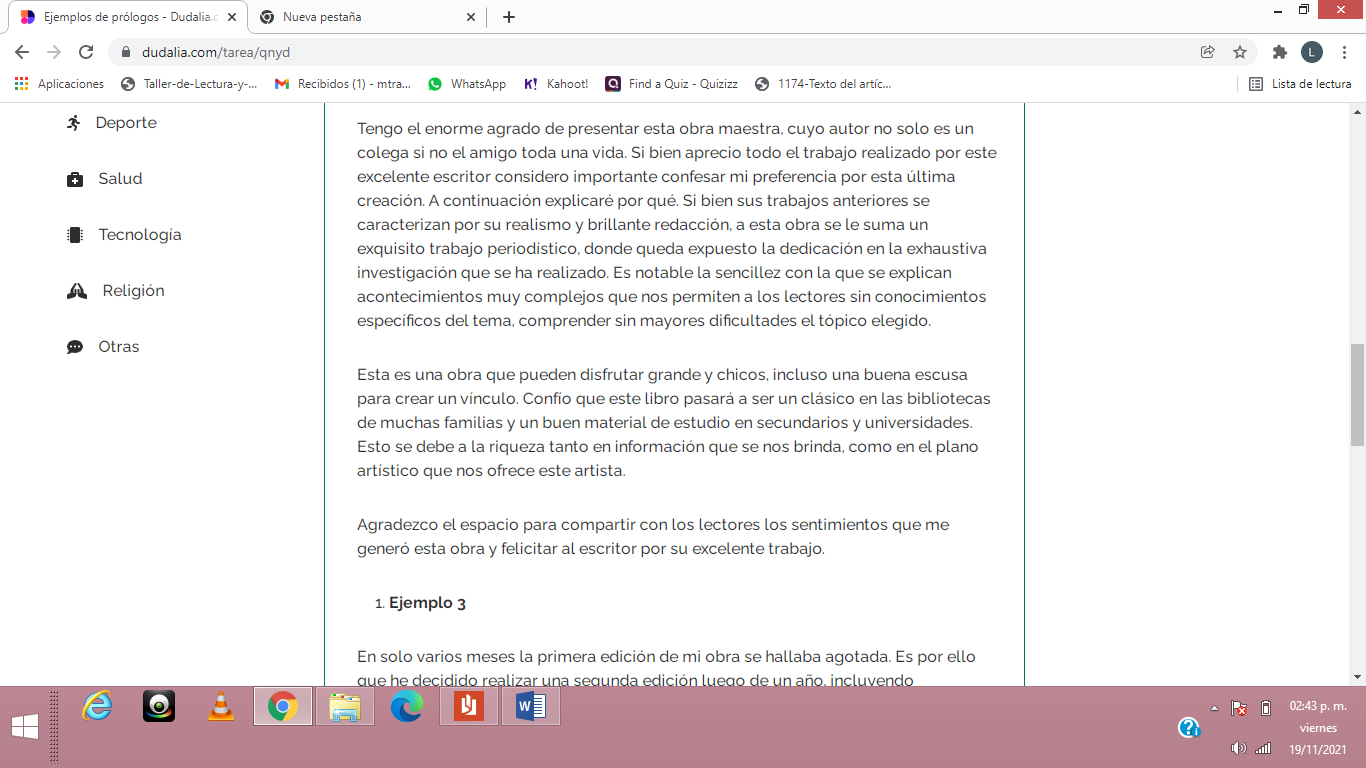 Ejemplos de prólogos - Dudalia.c
Nueva pestaña
dudalia.com/tarea/qnyd
L
Aplicaciones
Taller-de-Lectura-y-...
Recibidos (1) - mtra...
WhatsApp
K! Kahoot!
Find a Quiz - Quizizz
1174-Texto del artíc...
Lista de lectura
Deporte
Salud
Tecnología
Religión
Otras
Tengo el enorme agrado de presentar esta obra maestra, cuyo autor no solo es un
colega si no el amigo toda una vida. Si bien aprecio todo el trabajo realizado por este
excelente escritor considero importante confesar mi preferencia por esta última
creación. A continuación explicaré por qué. Si bien sus trabajos anteriores se
caracterizan por su realismo y brillante redacción, a esta obra se le suma un
exquisito trabajo periodístico, donde queda expuesto la dedicación en la exhaustiva
investigación que se ha realizado. Es notable la sencillez con la que se explican
acontecimientos muy complejos que nos permiten a los lectores sin conocimientos
específicos del tema, comprender sin mayores dificultades el tópico elegido.
Esta es una obra que pueden disfrutar grande y chicos, incluso una buena escusa
para crear un vínculo. Confío que este libro pasará a ser un clásico en las bibliotecas
de muchas familias y un buen material de estudio en secundarios y universidades.
Esto se debe a la riqueza tanto en información que se nos brinda, como en el plano
artístico que nos ofrece este artista.
Agradezco el espacio para compartir con los lectores los sentimientos que me
generó esta obra y felicitar al escritor por su excelente trabajo.
1. Ejemplo 3
En solo varios meses la primera edición de mi obra se hallaba agotada. Es por ello
que he decidido realizar una segunda edición luego de un año, incluyendo
02:43 p. m.
viernes
19/11/2021